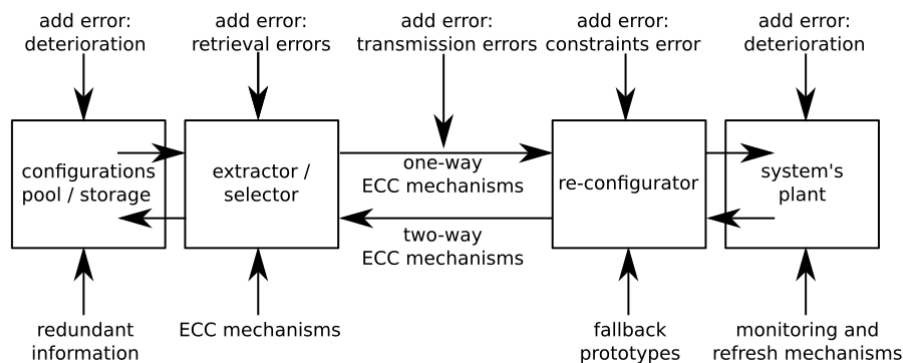 add error:
deterioration
add error:
retrieval errors
add error:
transmission errors
add error:
constraints error
add error:
deterioration
configurations
pool / storage
extractor /
selector
one-way
ECC mechanisms
two-way
ECC mechanisms
re-configurator
system's
plant
redundant
information
ECC mechanisms
fallback
prototypes
monitoring and
refresh mechanisms